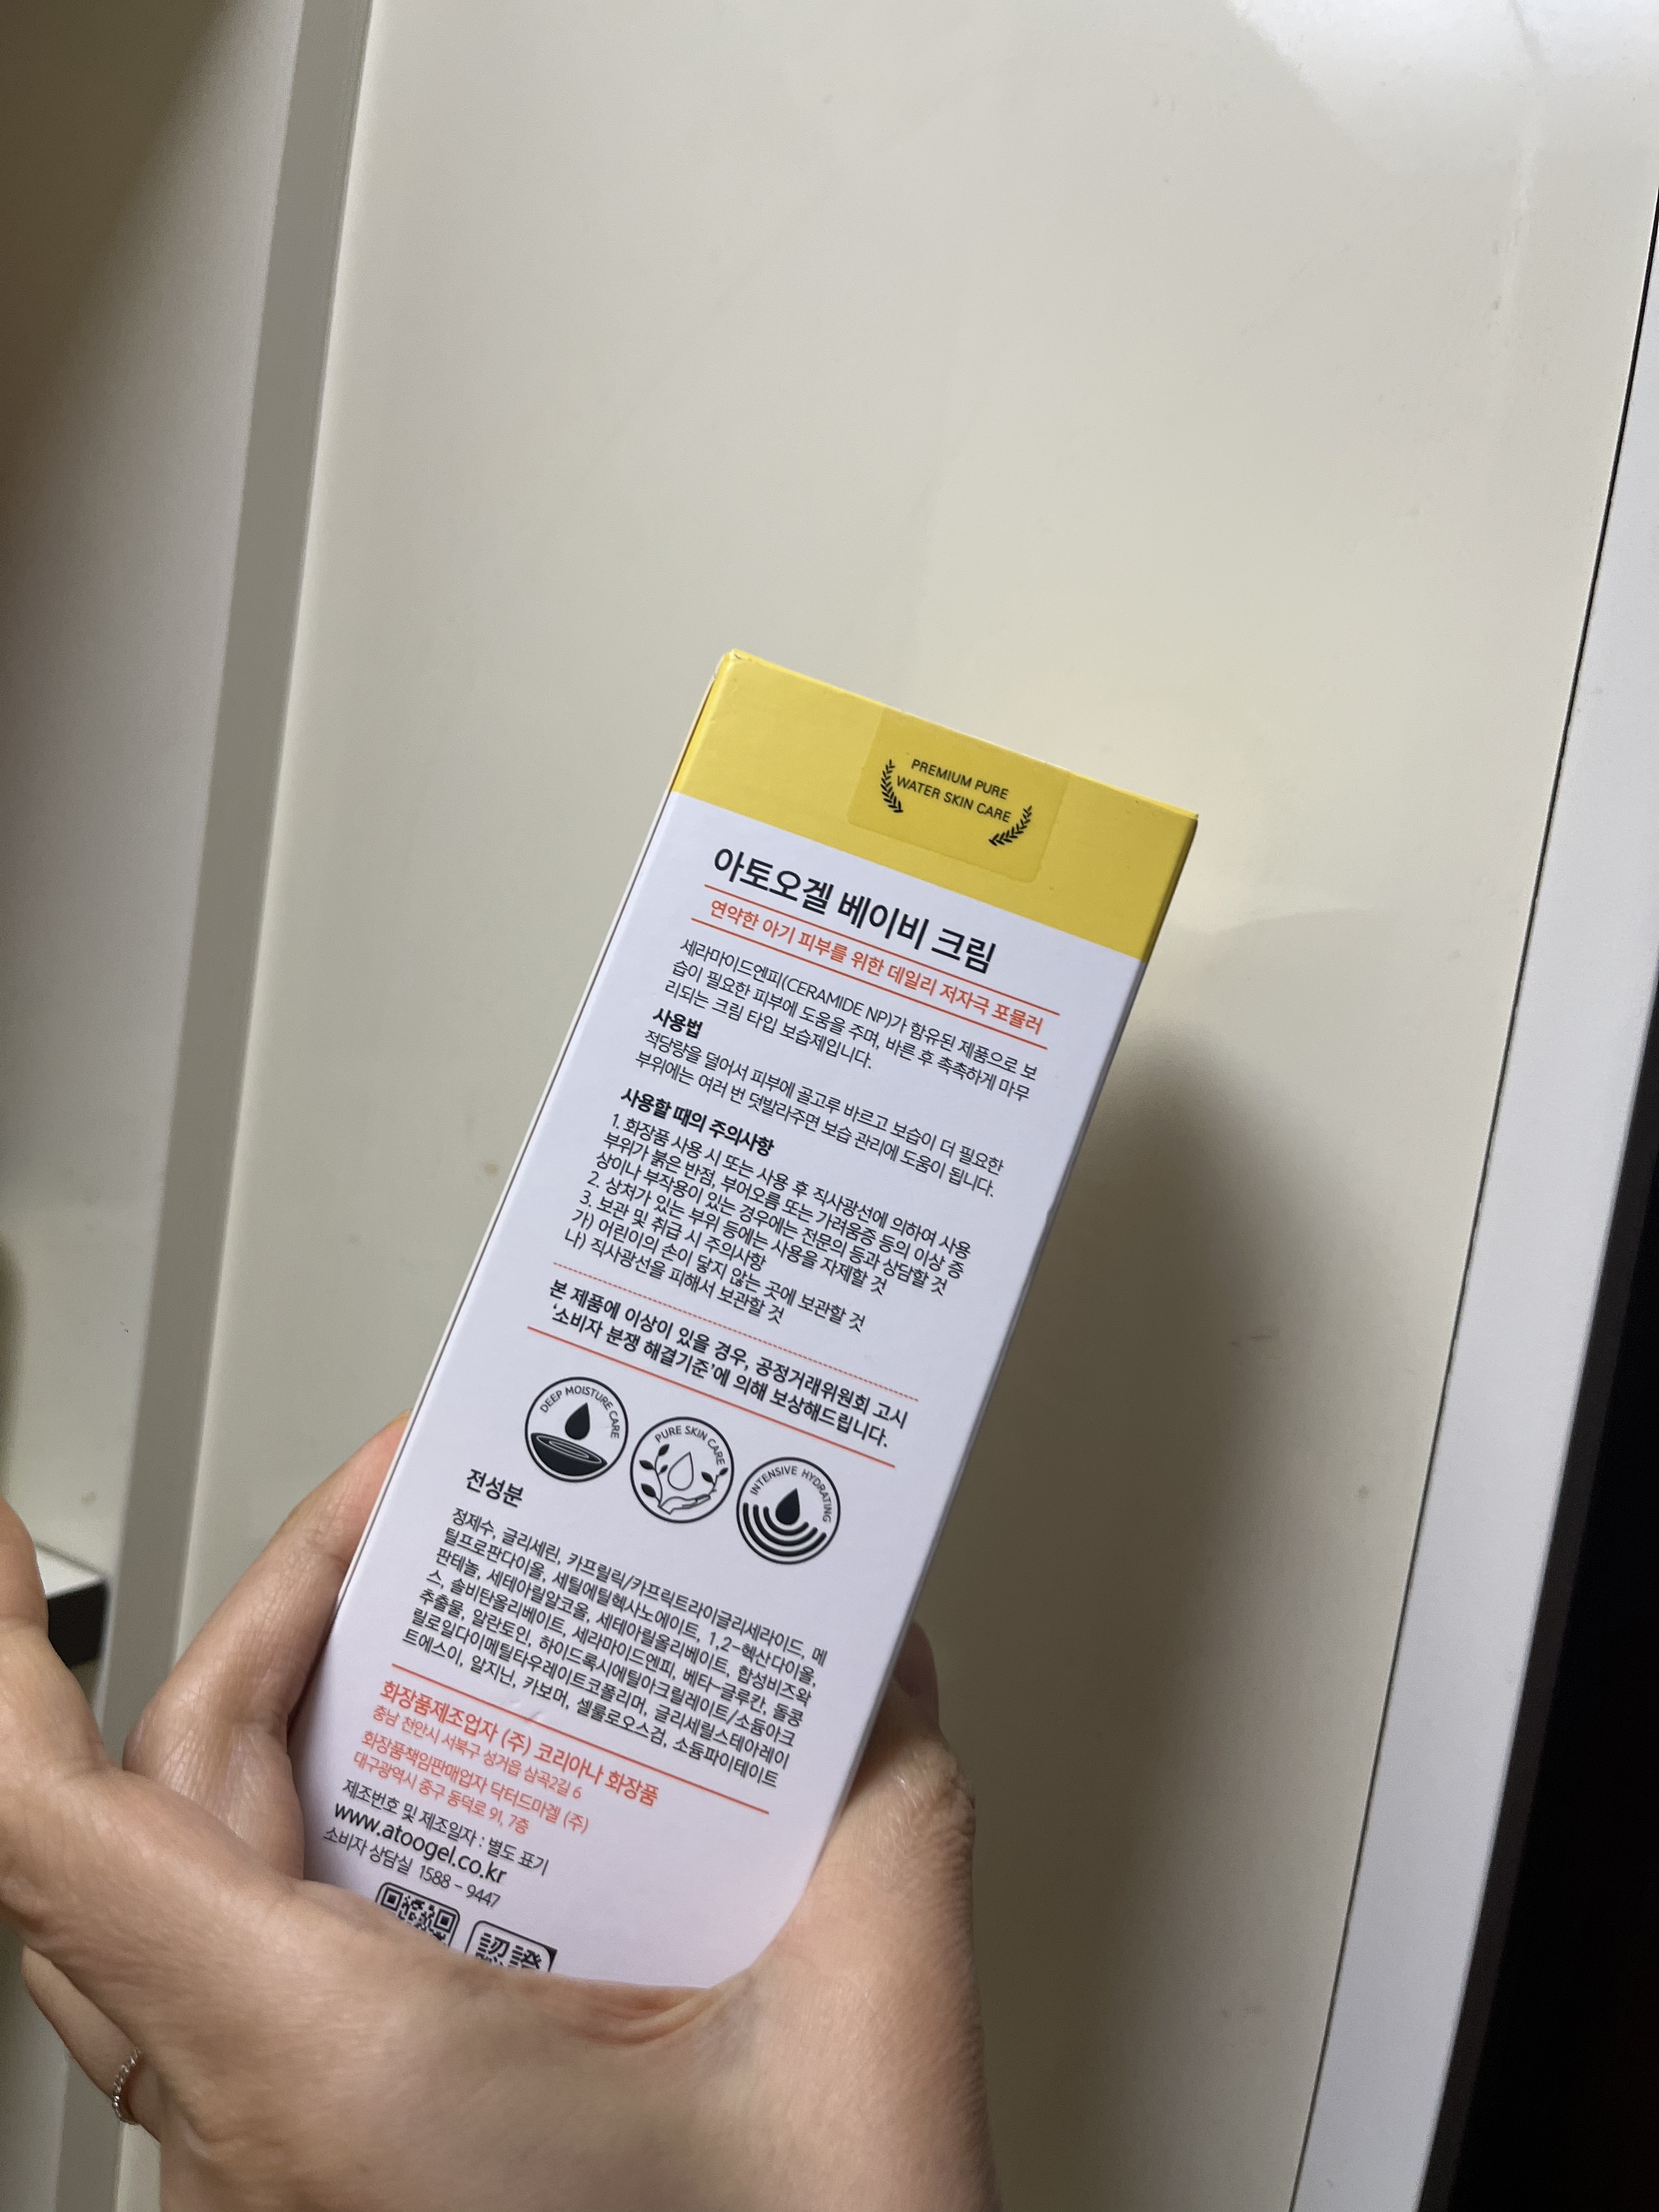 PREMIUM PURE
WATER SKIN CARE
아토오겔 베이비 크림
연약한 아기 피부를 위한 데일리 저자극 포뮬러
세라마이드엔피(CERAMIDE NP)가 함유된 제품으로 보
습이 필요한 피부에 도움을 주며, 바른 후 촉촉하게 마무
리되는 크림 타입 보습제입니다.
사용법
적당량을 덜어서 피부에 골고루 바르고 보습이 더 필요한
부위에는 여러 번 덧발라주면 보습 관리에 도움이 됩니다.
사용할 때의 주의사항
1. 화장품 사용 시 또는 사용 후 직사광선에 의하여 사용
부위가 붉은 반점, 부어오름 또는 가려움증 등의 이상 증
상이나 부작용이 있는 경우에는 전문의 등과 상담할 것
2. 상처가 있는 부위 등에는 사용을 자제할 것
3. 보관 및 취급 시 주의사항
가) 어린이의 손이 닿지 않는 곳에 보관할 것
나) 직사광선을 피해서 보관할 것
본 제품에 이상이 있을 경우, 공정거래위원회 고시
‘소비자 분쟁 해결기준’에 의해 보상해드립니다.
DEEP MOISTURE CARE
PURE SKIN CARE
INTENSIVE HYDRATING
전성분
정제수, 글리세린, 카프릴릭/카프릭트라이글리세라이드, 메
틸프로판다이올, 세틸에틸헥사노에이트, 1,2-헥산다이올,
판테놀, 세테아릴알코올, 세테아릴올리베이트, 합성비즈왁
스, 솔비탄올리베이트, 세라마이드엔피, 베타-글루칸, 돌콩
추출물, 알란토인, 하이드록시에틸아크릴레이트/소듐아크
릴로일다이메틸타우레이트코폴리머, 글리세릴스테아레이
트에스이, 알지닌, 카보머, 셀룰로오스검, 소듐파이테이트
화장품제조업자 (주) 코리아나 화장품
충남 천안시 서북구 성거읍 삼곡2길 6
화장품책임판매업자 닥터드마겔 (주)
대구광역시 중구 동덕로 91, 7층
제조번호 및 제조일자 : 별도 표기
www.atoogel.co.kr
소비자 상담실 1588 - 9447
認證